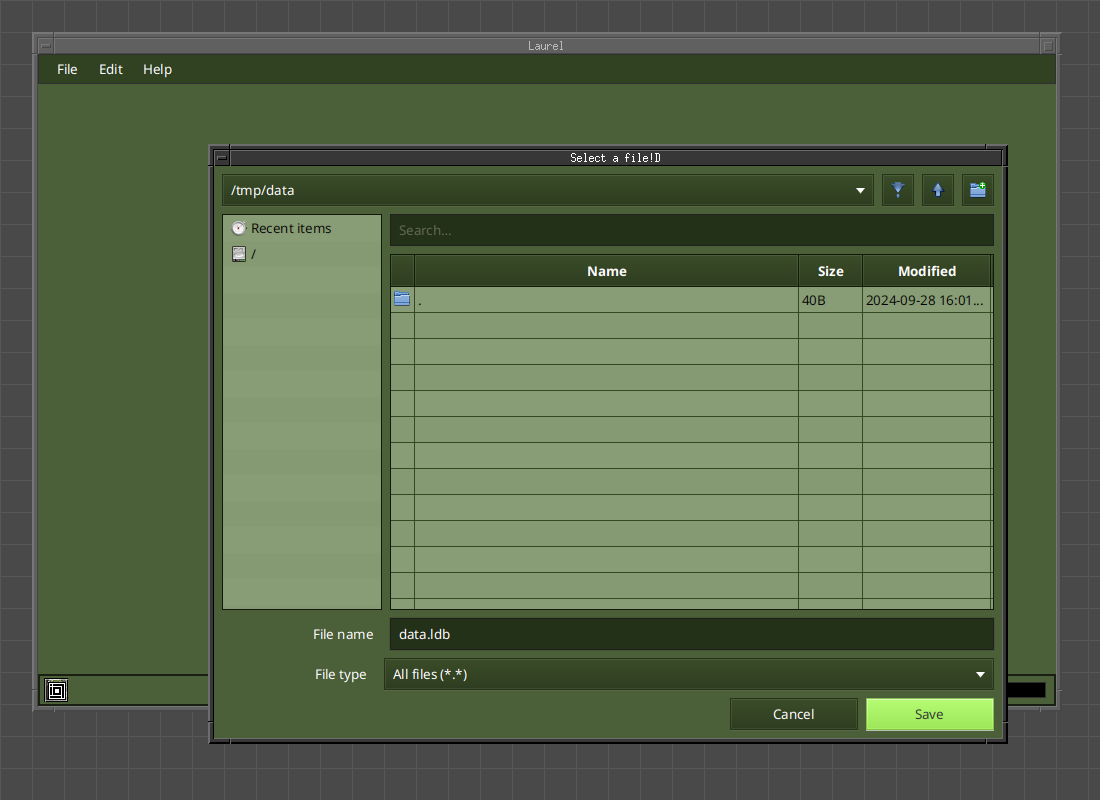 Laurel
File Edit Help
Select a file!D
/tmp/data
Recent items
/
Search...
Name Size Modified
. 40B 2024-09-28 16:01...
File name data.ldb
File type All files (*.*)
Cancel Save